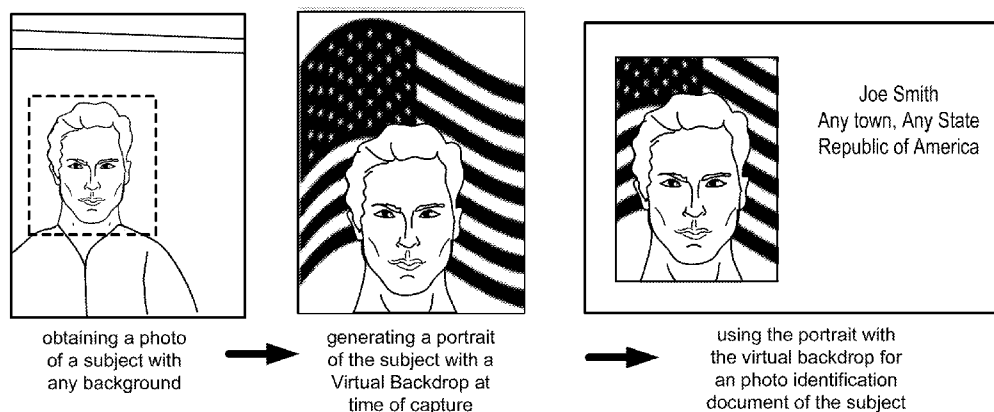 Joe Smith
Any town, Any State
Republic of America
obtaining a photo
of a subject with
any background
generating a portrait
of the subject with a
Virtual Backdrop at
time of capture
using the portrait with
the virtual backdrop for
an photo identification
document of the subject